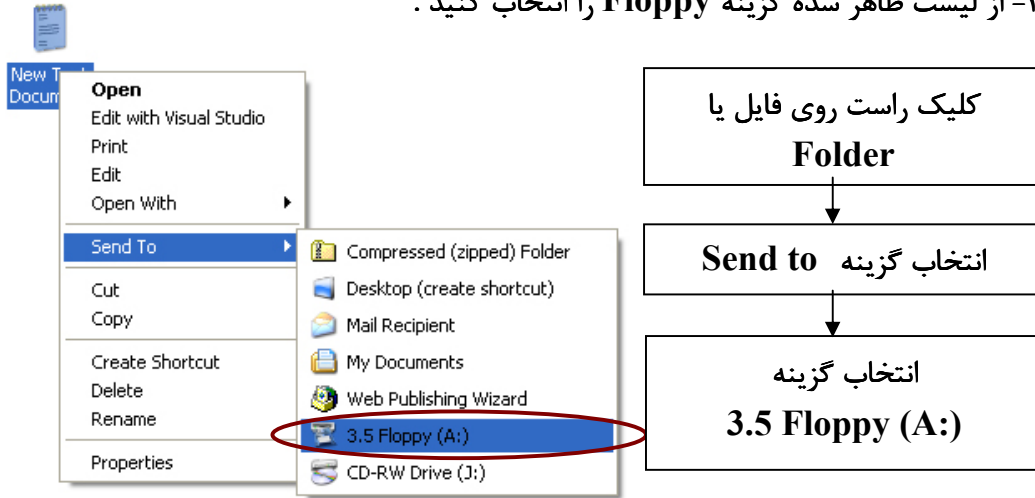 از لیست ظاهر شده گزینه Floppy را انتخاب کنید .
New
Open
Edit with Visual Studio
Print
Edit
Open With
Send To
Cut
Copy
Create Shortcut
Delete
Rename
Properties
Compressed (zipped) Folder
Desktop (create shortcut)
Mail Recipient
My Documents
Web Publishing Wizard
3.5 Floppy (A:)
CD-RW Drive (J:)
کلیک راست روی فایل یا
Folder
انتخاب گزینه Send to
انتخاب گزینه
3.5 Floppy (A:)